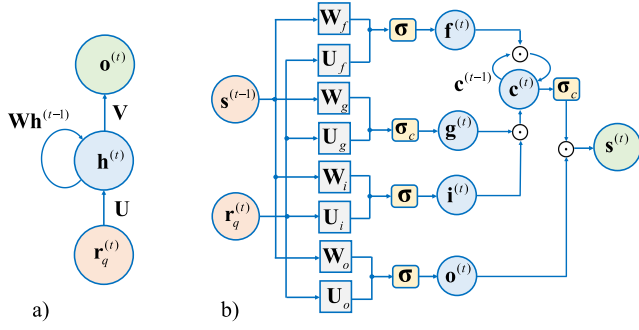 o^(t)
V
Wh^(t-1)
h^(t)
U
r_q^(t)
a)
W_f
U_f
σ
f^(t)
s^(t-1)
W_g
U_g
σ_c
g^(t)
c^(t-1)
c^(t)
σ_c
s^(t)
W_i
U_i
σ
i^(t)
r_q^(t)
W_o
U_o
σ
o^(t)
b)